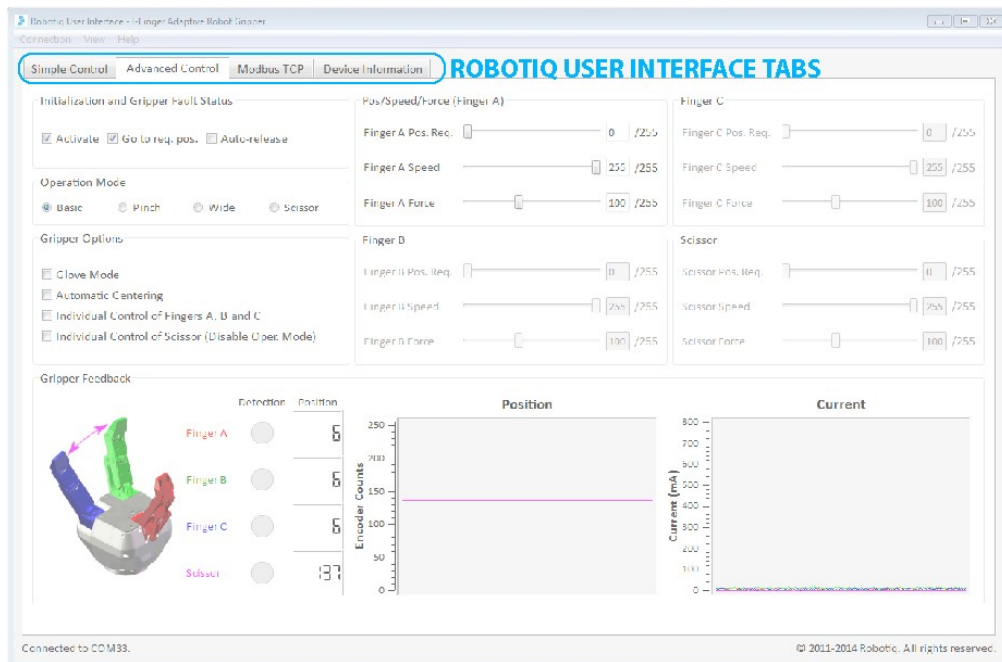 Robotiq User Interface - 3-Finger Adaptive Robot Gripper
Connection View Help
Simple Control Advanced Control Modbus TCP Device Information ROBOTIQ USER INTERFACE TABS
Initialization and Gripper Fault Status
Activate Go to req. pos. Auto-release
Operation Mode
Basic Pinch Wide Scissor
Gripper Options
Glove Mode
Automatic Centering
Individual Control of Fingers A, B and C
Individual Control of Scissor (Disable Oper. Mode)
Pos/Speed/Force (Finger A)
Finger A Pos. Req. 0 /255
Finger A Speed 255 /255
Finger A Force 100 /255
Finger B
Finger B Pos. Req. 0 /255
Finger B Speed 255 /255
Finger B Force 100 /255
Finger C
Finger C Pos. Req. 0 /255
Finger C Speed 255 /255
Finger C Force 100 /255
Scissor
Scissor Pos. Req. 0 /255
Scissor Speed 255 /255
Scissor Force 100 /255
Gripper Feedback
Detection Position
Finger A 6
Finger B 6
Finger C 6
Scissor 137
Position
Encoder Counts
250
200
150
100
50
0
Current
Current (mA)
800
700
600
500
400
300
200
100
0
Connected to COM33.
© 2011-2014 Robotiq. All rights reserved.